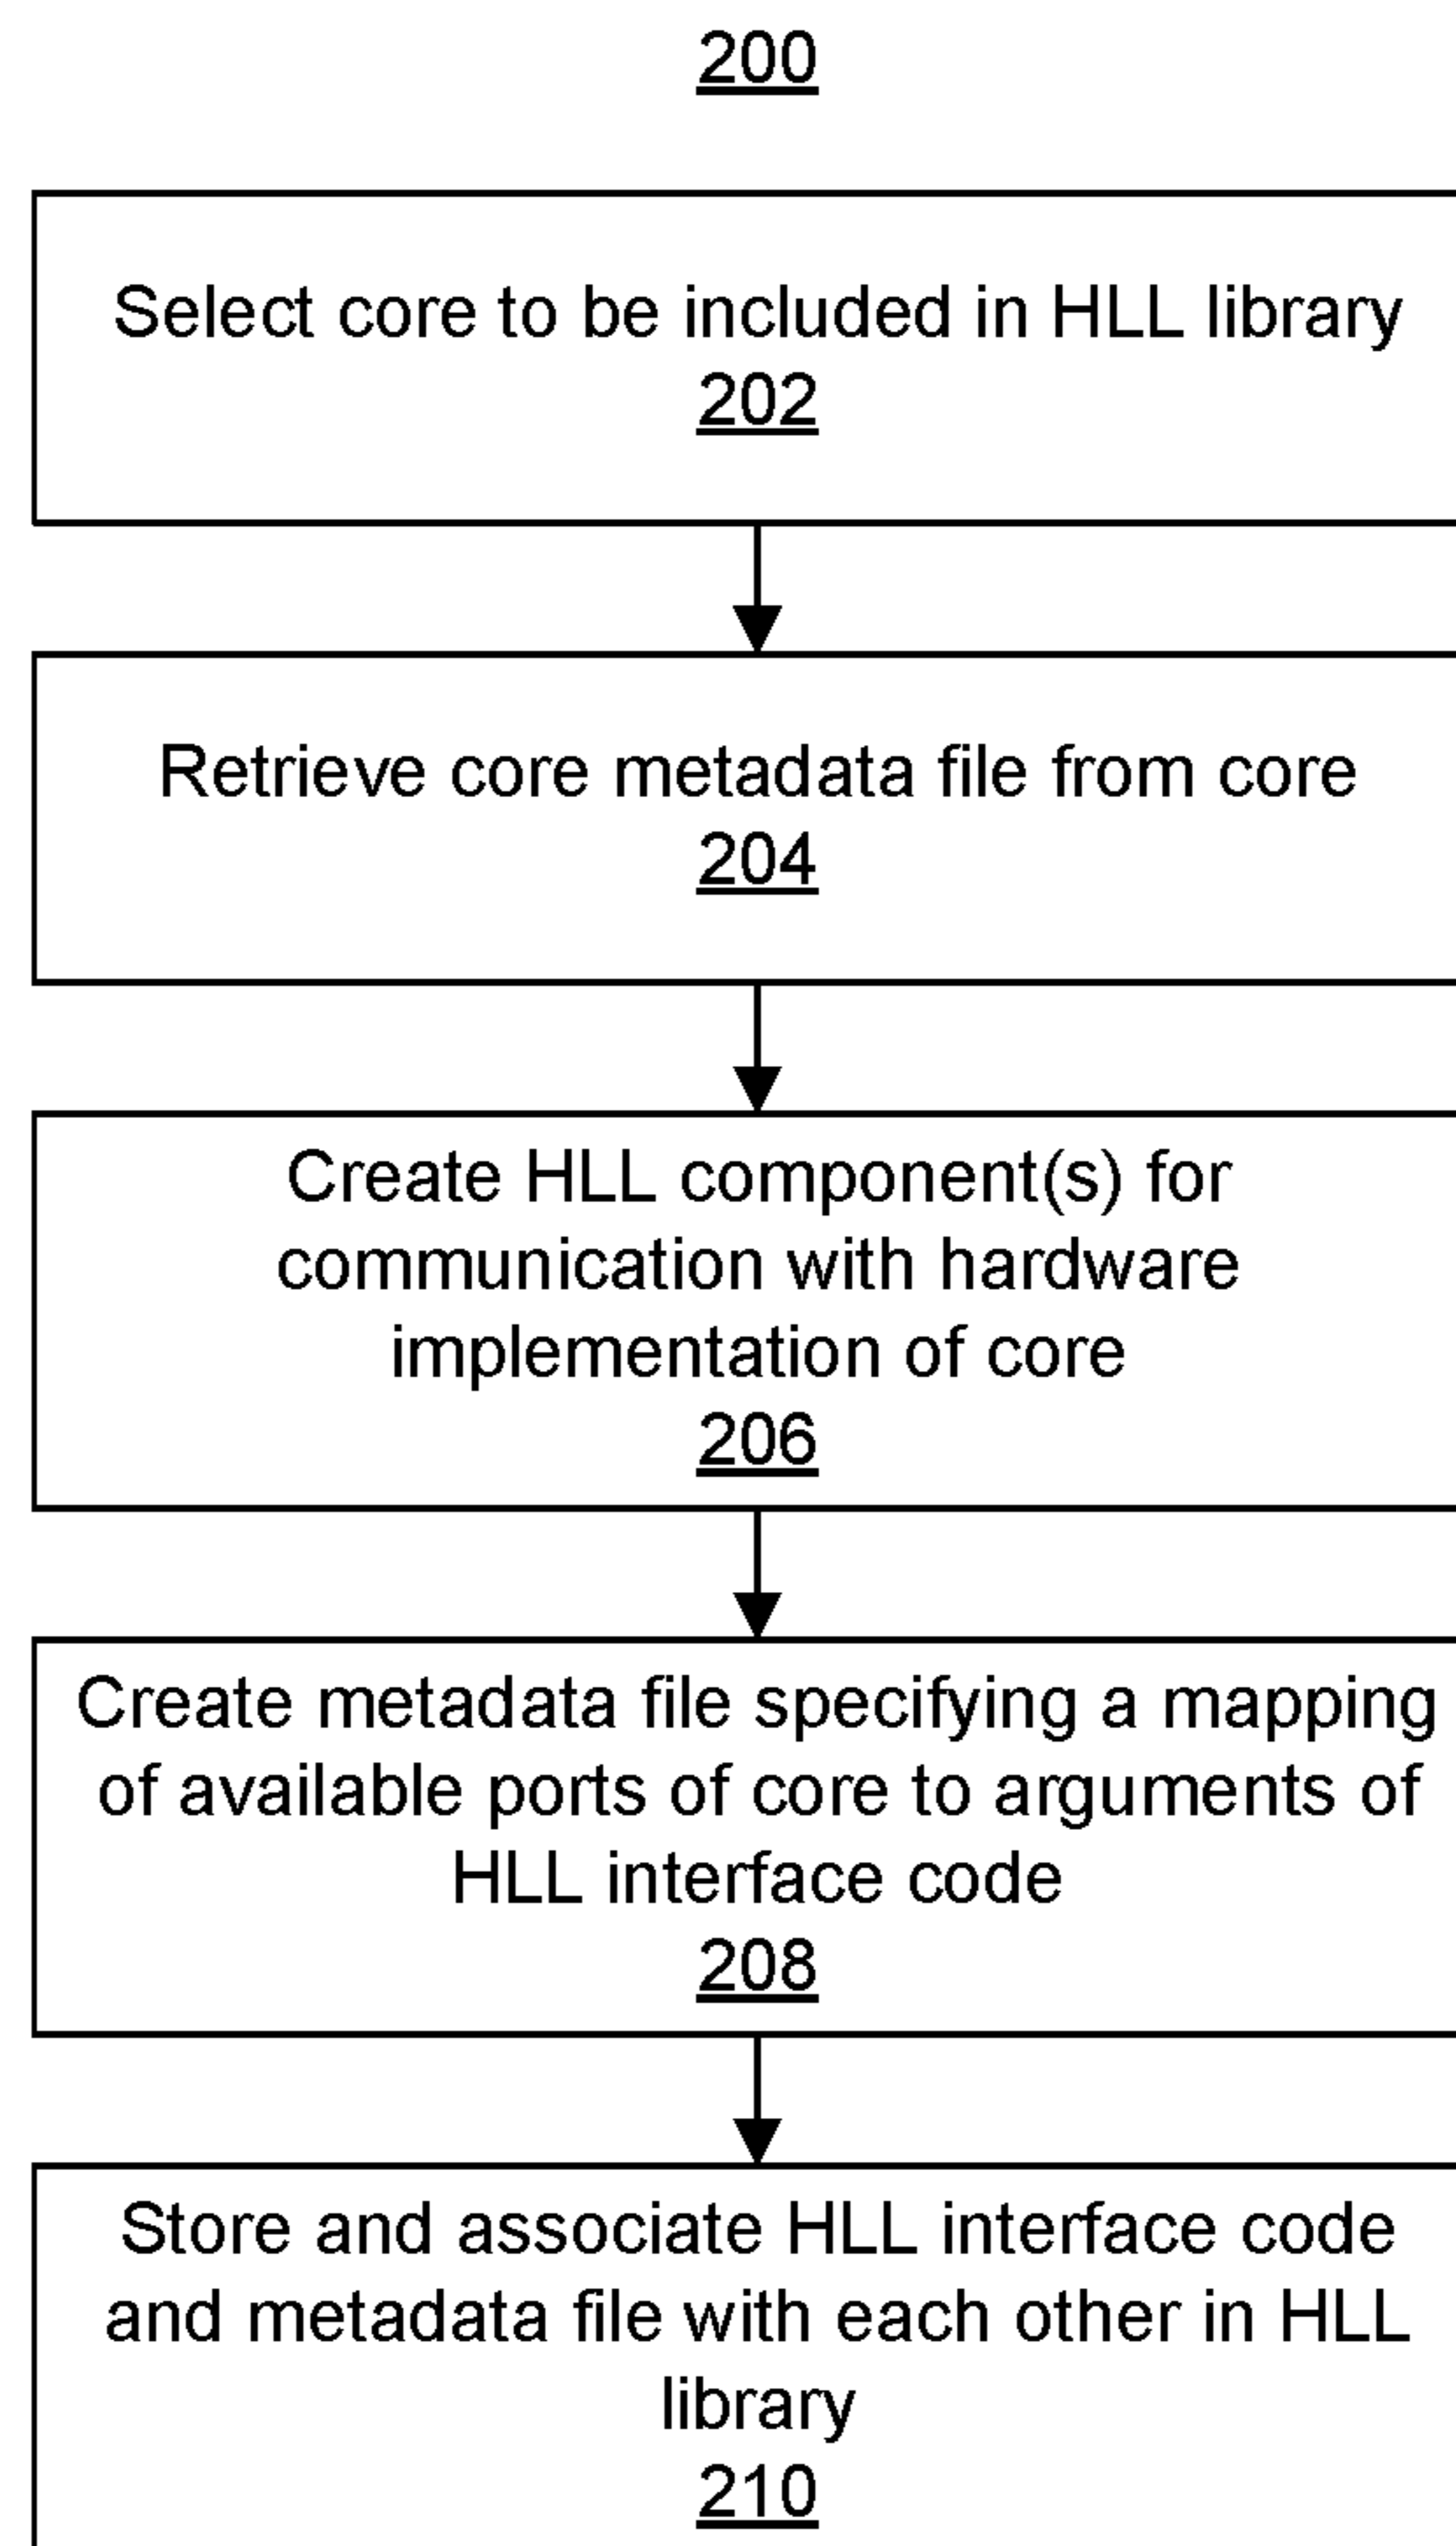 200
Select core to be included in HLL library
202
Retrieve core metadata file from core
204
Create HLL component(s) for
communication with hardware
implementation of core
206
Create metadata file specifying a mapping
of available ports of core to arguments of
HLL interface code
208
Store and associate HLL interface code
and metadata file with each other in HLL
library
210